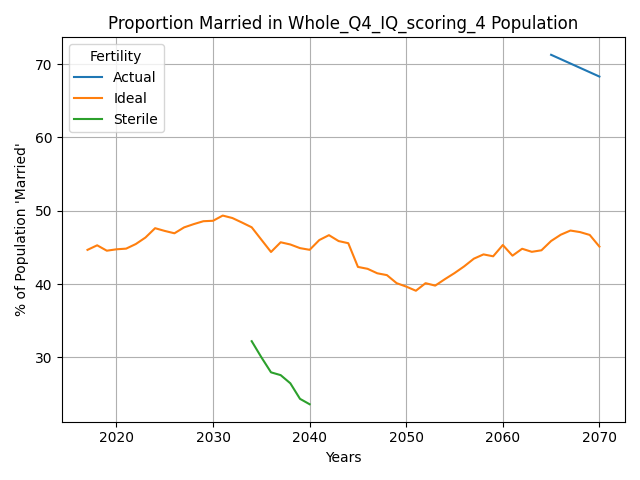 Proportion Married in Whole_Q4_IQ_scoring_4 Population
Fertility
Actual
Ideal
Sterile
% of Population 'Married'
70
60
50
40
30
2020
2030
2040
2050
2060
2070
Years